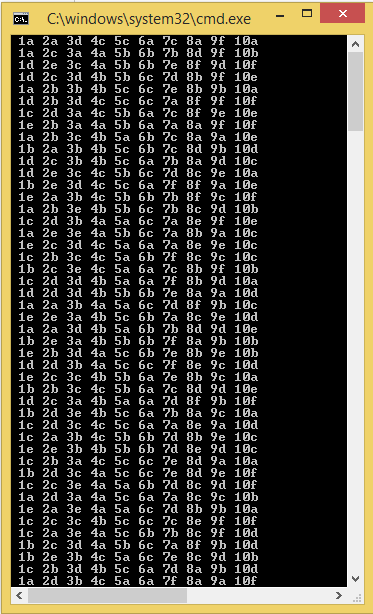 C:\windows\system32\cmd.exe
1a 2a 3d 4c 5c 6a 7c 8a 9f 10a
1a 2c 3a 4a 5b 6b 7b 8d 9f 10b
1d 2e 3c 4a 5b 6b 7e 8f 9d 10f
1d 2c 3d 4b 5c 6c 7d 8b 9f 10e
1a 2b 3c 4b 5b 6c 7e 8b 9b 10a
1d 2d 3c 4b 5a 6c 7f 8b 9f 10f
1c 2d 3a 4b 5c 6a 7c 8f 9e 10e
1e 2b 3a 4a 5a 6a 7a 8a 9f 10f
1a 2b 3c 4b 5a 6b 7c 8a 9a 10e
1b 2a 3b 4b 5b 6c 7c 8d 9b 10d
1d 2c 3b 4c 5c 6a 7b 8a 9d 10c
1d 2e 3c 4c 5b 6c 7d 8c 9e 10a
1b 2e 3d 4c 5c 6a 7f 8f 9a 10e
1e 2a 3b 4c 5b 6b 7b 8f 9c 10f
1a 2b 3e 4b 5b 6b 7b 8c 9d 10b
1c 2d 3b 4a 5a 6c 7a 8e 9f 10e
1a 2e 3e 4a 5b 6c 7a 8b 9a 10c
1e 2c 3d 4c 5a 6a 7a 8e 9e 10e
1c 2b 3c 4a 5c 6b 7f 8c 9c 10c
1b 2c 3e 4c 5a 6a 7c 8b 9f 10b
1c 2d 3d 4b 5a 6a 7f 8b 9d 10a
1d 2d 3d 4b 5b 6b 7e 8a 9a 10d
1a 2d 3b 4a 5a 6c 7d 8f 9b 10c
1e 2e 3a 4b 5c 6b 7a 8c 9e 10d
1a 2a 3d 4b 5a 6b 7b 8d 9d 10e
1b 2e 3b 4a 5b 6b 7f 8a 9b 10b
1e 2b 3d 4c 5c 6b 7e 8b 9e 10b
1d 2d 3b 4a 5c 6c 7f 8e 9c 10d
1e 2c 3c 4b 5b 6a 7e 8b 9c 10a
1b 2b 3c 4c 5a 6c 7c 8d 9d 10e
1d 2c 3a 4a 5b 6a 7d 8f 9b 10f
1b 2d 3e 4b 5c 6b 7b 8a 9c 10f
1c 2d 3c 4c 5c 6a 7a 8e 9a 10d
1c 2a 3b 4c 5c 6b 7d 8b 9e 10c
1e 2e 3b 4b 5b 6b 7d 8d 9c 10d
1c 2b 3a 4c 5c 6c 7e 8d 9a 10a
1b 2d 3c 4a 5c 6c 7e 8d 9e 10f
1c 2c 3e 4a 5b 6a 7d 8d 9e 10f
1a 2d 3a 4a 5c 6a 7c 8c 9c 10b
1e 2a 3e 4c 5a 6c 7d 8b 9b 10a
1c 2c 3c 4b 5c 6c 7c 8e 9f 10f
1b 2c 3e 4c 5a 6b 7b 8c 9e 10d
1c 2d 3d 4a 5b 6c 7a 8f 9b 10d
1b 2e 3b 4a 5a 6c 7e 8c 9d 10b
1c 2b 3d 4b 5c 6a 7d 8a 9a 10d
1a 2d 3b 4c 5a 6a 7f 8a 9a 10f